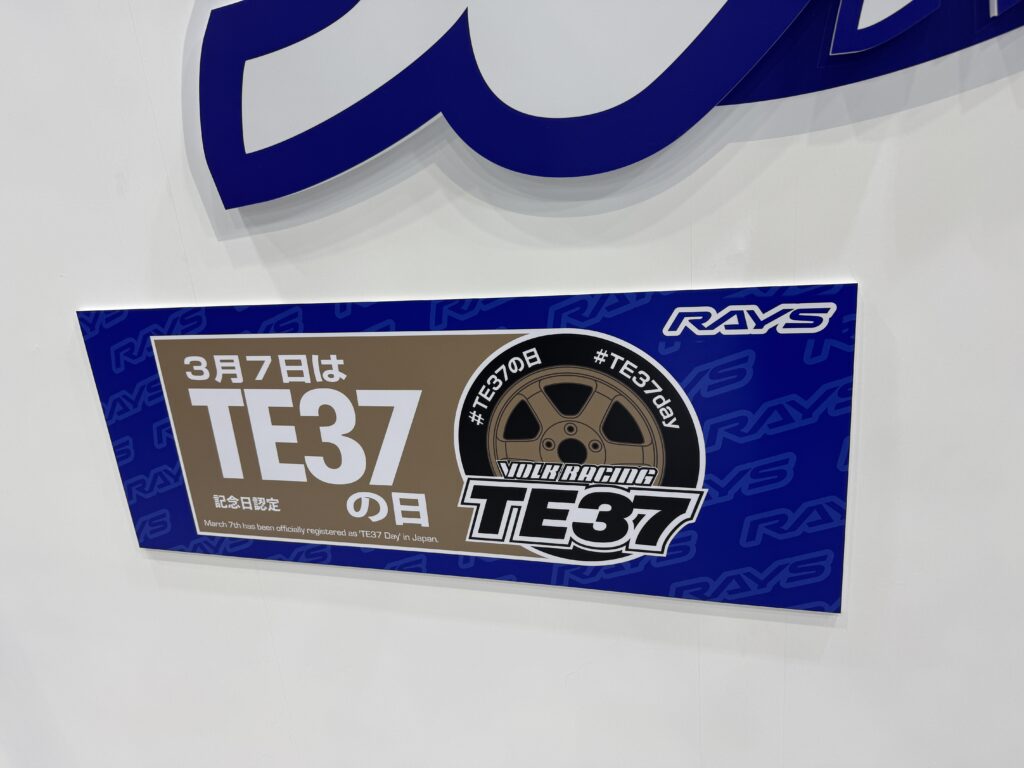 RAYS
3月7日は
TE37
の日
記念日認定
March 7th has been officially registered as 'TE37 Day' in Japan.
#TE37の日
#TE37day
VOLK RACING
TE37